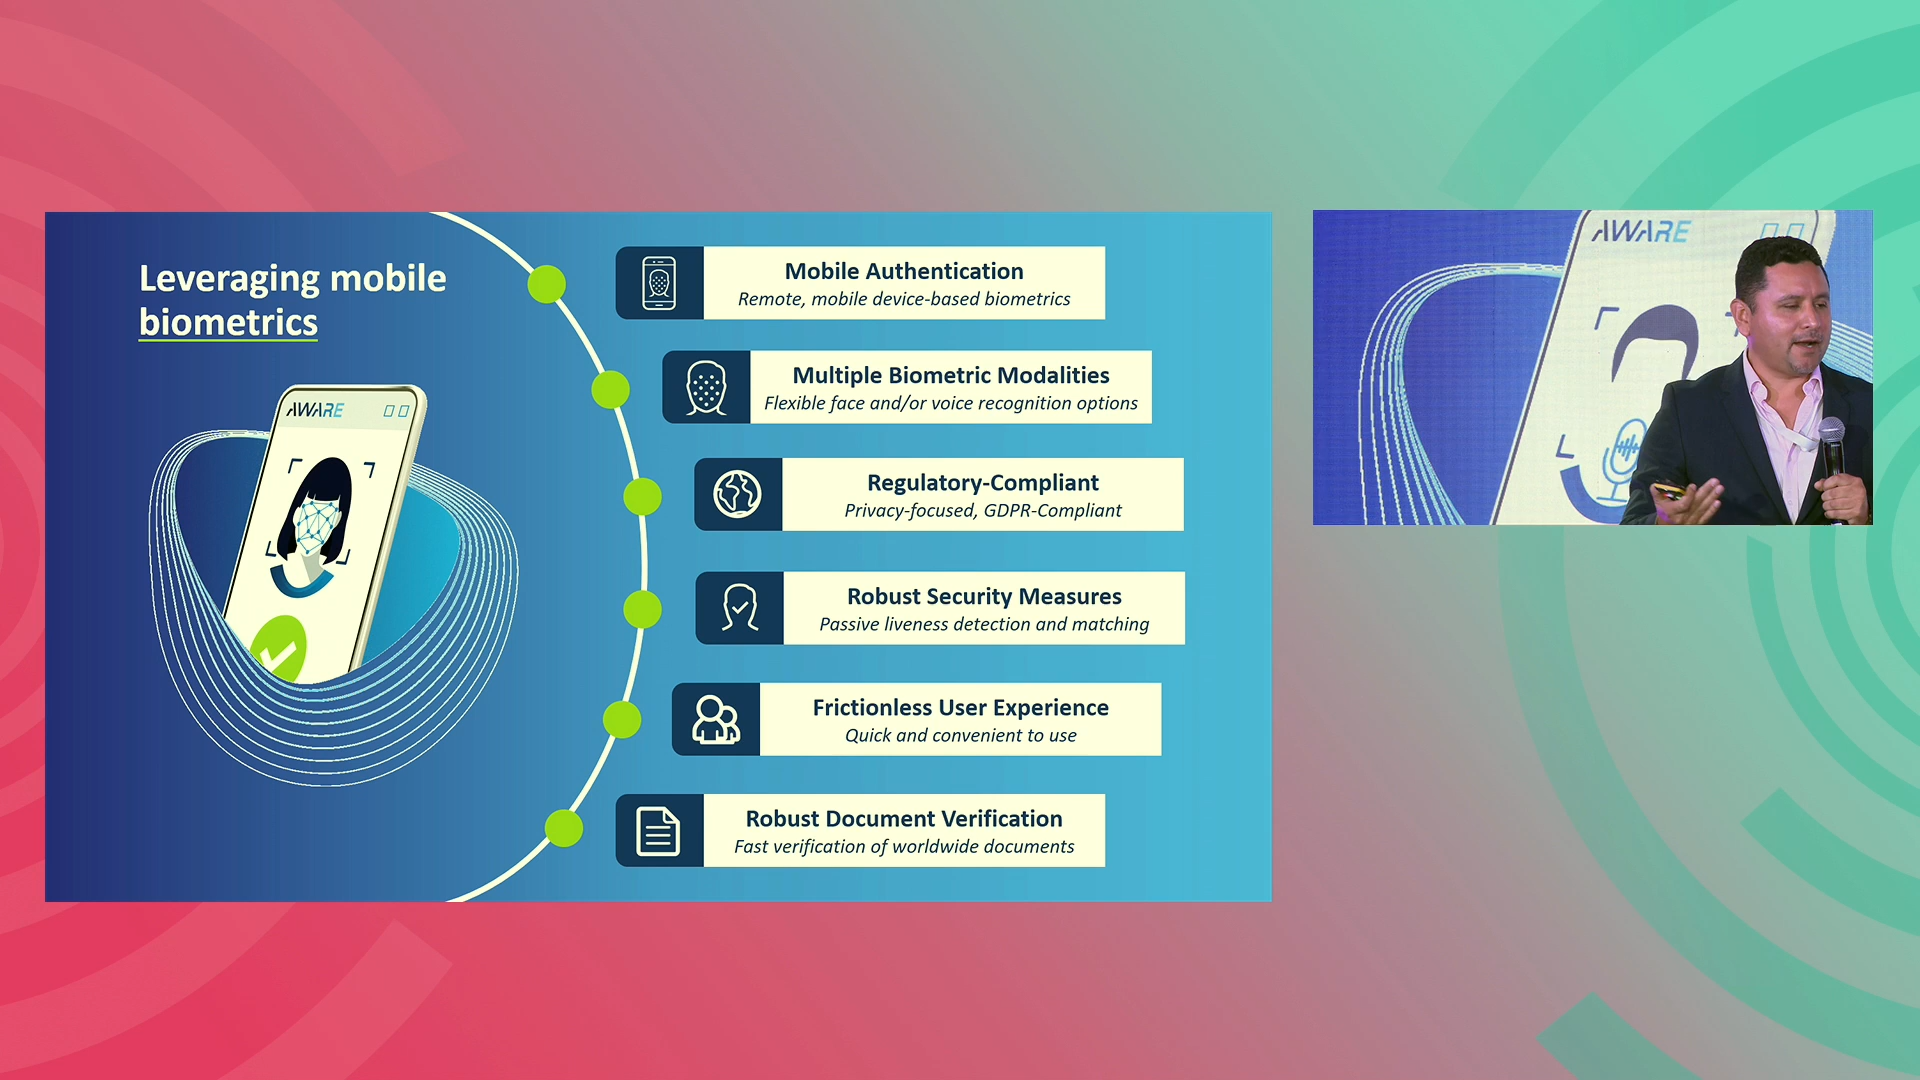 Leveraging mobile
biometrics
AWARE
Mobile Authentication
Remote, mobile device-based biometrics
Multiple Biometric Modalities
Flexible face and/or voice recognition options
Regulatory-Compliant
Privacy-focused, GDPR-Compliant
Robust Security Measures
Passive liveness detection and matching
Frictionless User Experience
Quick and convenient to use
Robust Document Verification
Fast verification of worldwide documents
AWARE